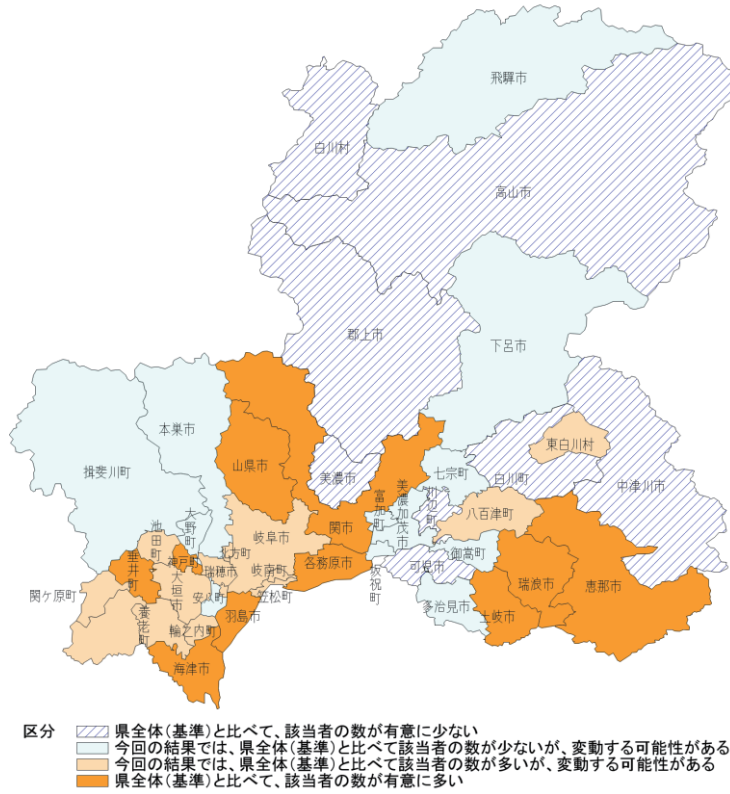 飛騨市
白川村
高山市
郡上市
下呂市
本巣市
揖斐川町
山県市
美濃市
東白川村
七宗町
白川町
中津川市
富加町
美濃加茂市
川辺町
八百津町
大野町
関市
岐阜市
池田町
北方町
御嵩町
垂井町
神戸町
各務原市
可児市
瑞穂市
岐南町
坂祝町
瑞浪市
恵那市
関ケ原町
大垣市
安八町
笠松町
多治見市
土岐市
羽島市
養老町
輪之内町
海津市
区分
県全体(基準)と比べて、該当者の数が有意に少ない
今回の結果では、県全体(基準)と比べて該当者の数が少ないが、変動する可能性がある
今回の結果では、県全体(基準)と比べて該当者の数が多いが、変動する可能性がある
県全体(基準)と比べて、該当者の数が有意に多い